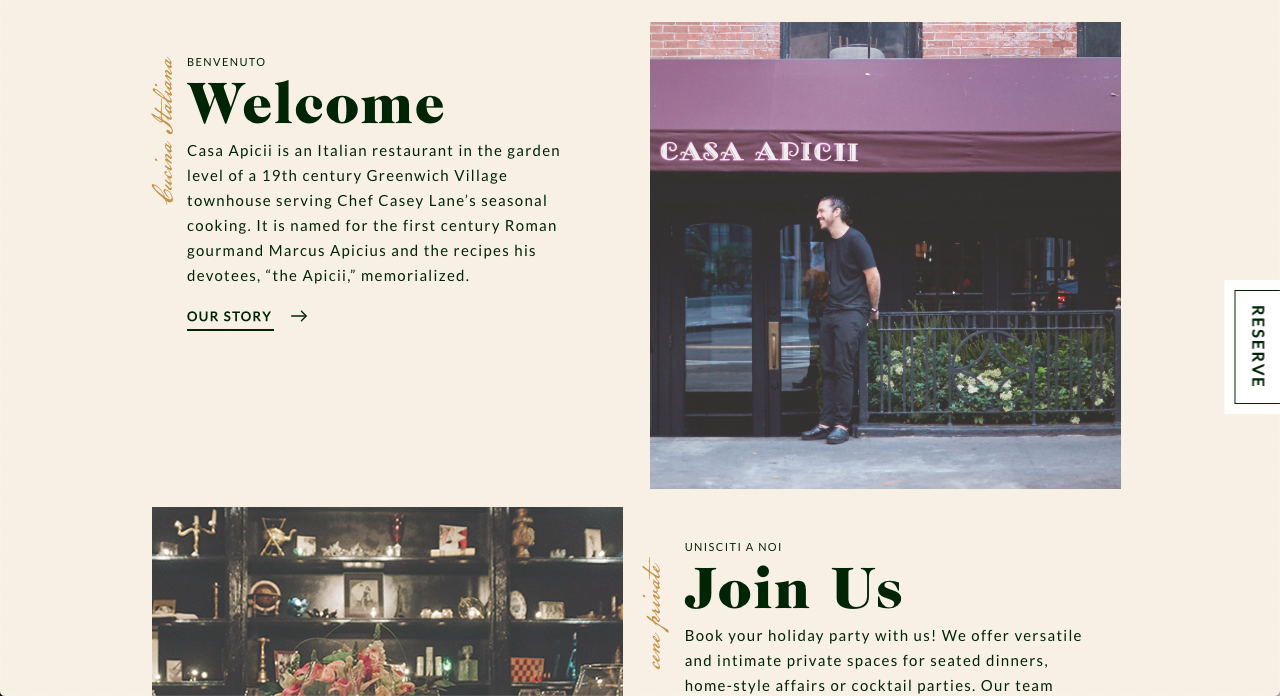 BENVENUTO
Cucina Italiana
Welcome
Casa Apicii is an Italian restaurant in the garden
level of a 19th century Greenwich Village
townhouse serving Chef Casey Lane’s seasonal
cooking. It is named for the first century Roman
gourmand Marcus Apicius and the recipes his
devotees, “the Apicii,” memorialized.
OUR STORY
CASA APICII
RESERVE
UNISCITI A NOI
cene private
Join Us
Book your holiday party with us! We offer versatile
and intimate private spaces for seated dinners,
home-style affairs or cocktail parties. Our team